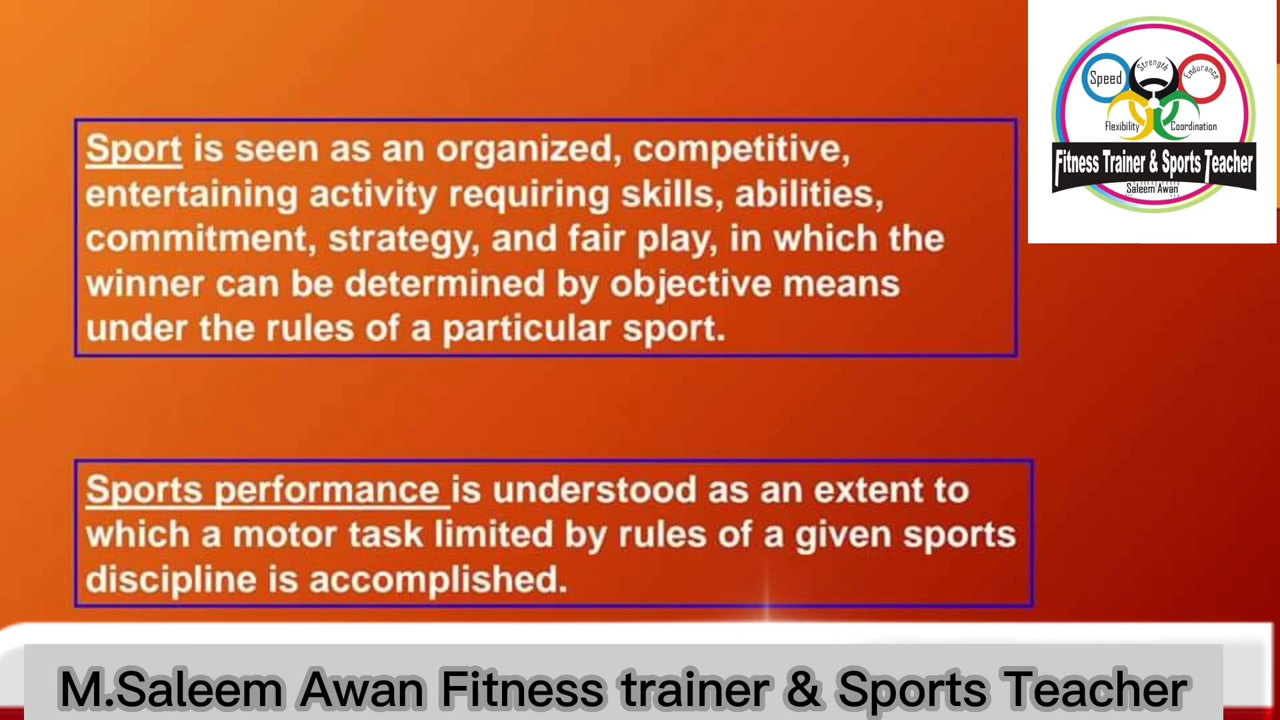 Sport is seen as an organized, competitive,
entertaining activity requiring skills, abilities,
commitment, strategy, and fair play, in which the
winner can be determined by objective means
under the rules of a particular sport.
Sports performance is understood as an extent to
which a motor task limited by rules of a given sports
discipline is accomplished.
Speed
Strength
Endurance
Flexibility
Coordination
Fitness Trainer & Sports Teacher
Saleem Awan
M.Saleem Awan Fitness trainer & Sports Teacher